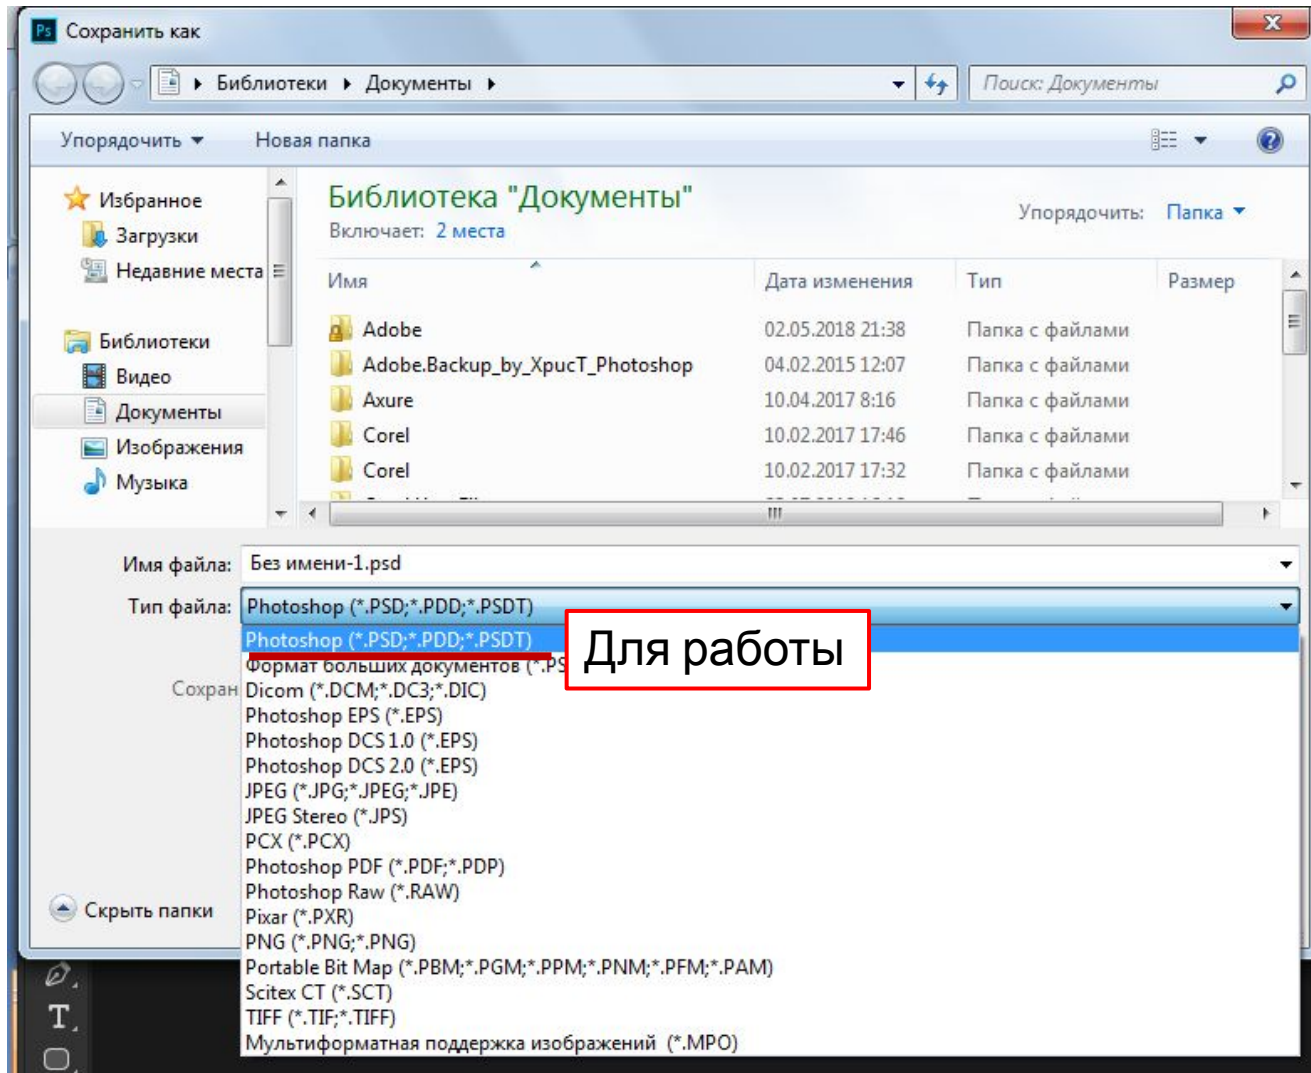 Ps Сохранить как
Библиотеки Документы
Поиск: Документы
Упорядочить Новая папка
Избранное
Загрузки
Недавние места
Библиотеки
Видео
Документы
Изображения
Музыка
Библиотека "Документы"
Включает: 2 места
Упорядочить: Папка
Имя Дата изменения Тип Размер
Adobe 02.05.2018 21:38 Папка с файлами
Adobe.Backup_by_XpucT_Photoshop 04.02.2015 12:07 Папка с файлами
Axure 10.04.2017 8:16 Папка с файлами
Corel 10.02.2017 17:46 Папка с файлами
Corel 10.02.2017 17:32 Папка с файлами
Имя файла: Без имени-1.psd
Тип файла: Photoshop (*.PSD;*.PDD;*.PSDT)
Photoshop (*.PSD;*.PDD;*.PSDT)
Для работы
Формат больших документов (*.PS
Сохран
Dicom (*.DCM;*.DC3;*.DIC)
Photoshop EPS (*.EPS)
Photoshop DCS 1.0 (*.EPS)
Photoshop DCS 2.0 (*.EPS)
JPEG (*.JPG;*.JPEG;*.JPE)
JPEG Stereo (*.JPS)
PCX (*.PCX)
Photoshop PDF (*.PDF;*.PDP)
Photoshop Raw (*.RAW)
Скрыть папки
Pixar (*.PXR)
PNG (*.PNG;*.PNG)
Portable Bit Map (*.PBM;*.PGM;*.PPM;*.PNM;*.PFM;*.PAM)
Scitex CT (*.SCT)
TIFF (*.TIF;*.TIFF)
Мультиформатная поддержка изображений (*.MPO)